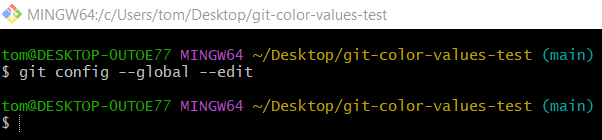 MINGW64:/c/Users/tom/Desktop/git-color-values-test
tom@DESKTOP-OUTOE77 MINGW64 ~/Desktop/git-color-values-test (main)
$ git config --global --edit
tom@DESKTOP-OUTOE77 MINGW64 ~/Desktop/git-color-values-test (main)
$